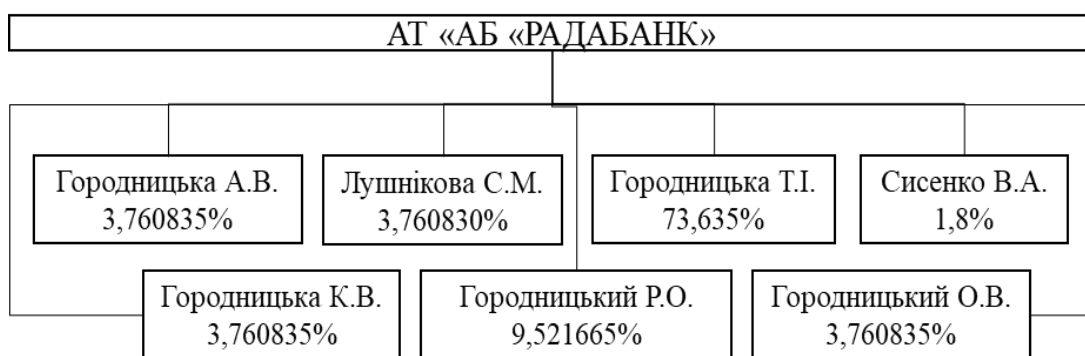 АТ «АБ «РАДАБАНК»
Городницька А.В.
3,760835%
Лушнікова С.М.
3,760830%
Городницька Т.І.
73,635%
Сисенко В.А.
1,8%
Городницька К.В.
3,760835%
Городницький Р.О.
9,521665%
Городницький О.В.
3,760835%